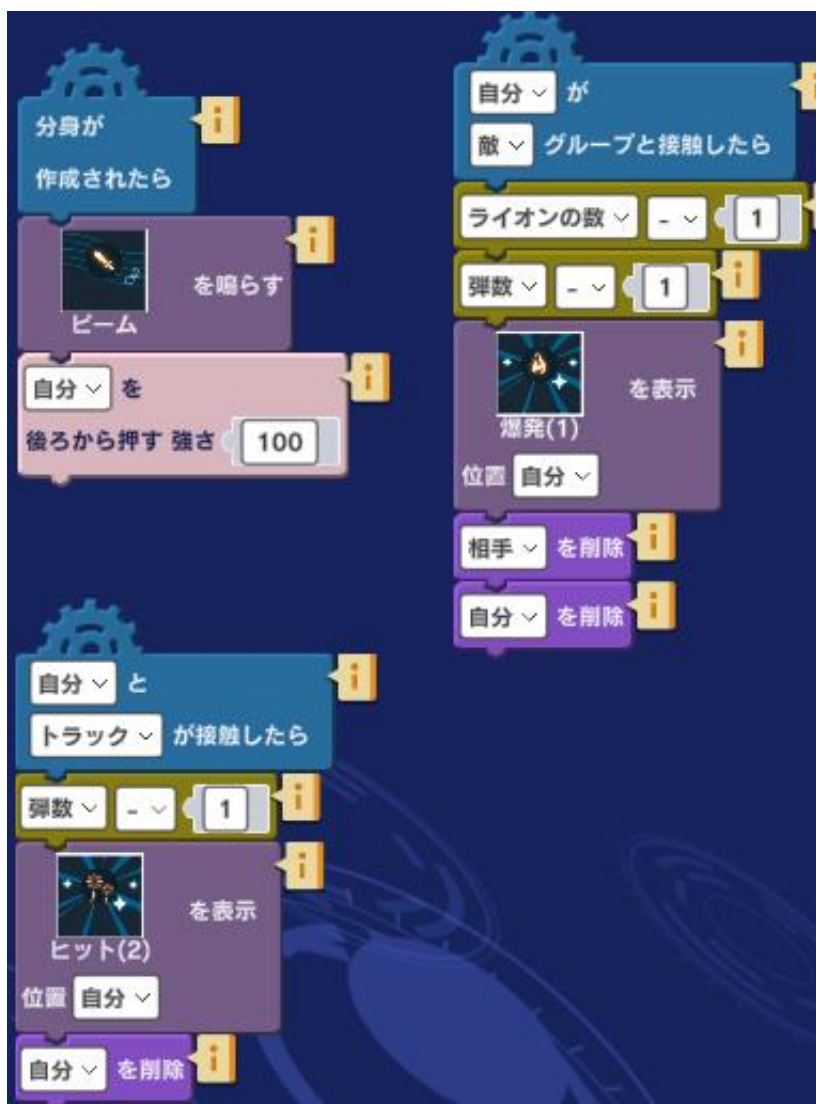 分身が
作成されたら
を鳴らす
ビーム
自分 を
後ろから押す 強さ 100
自分 が
敵 グループと接触したら
ライオンの数 - 1
弾数 - 1
を表示
爆発(1)
位置 自分
相手 を削除
自分 を削除
自分 と
トラック が接触したら
弾数 - 1
を表示
ヒット(2)
位置 自分
自分 を削除